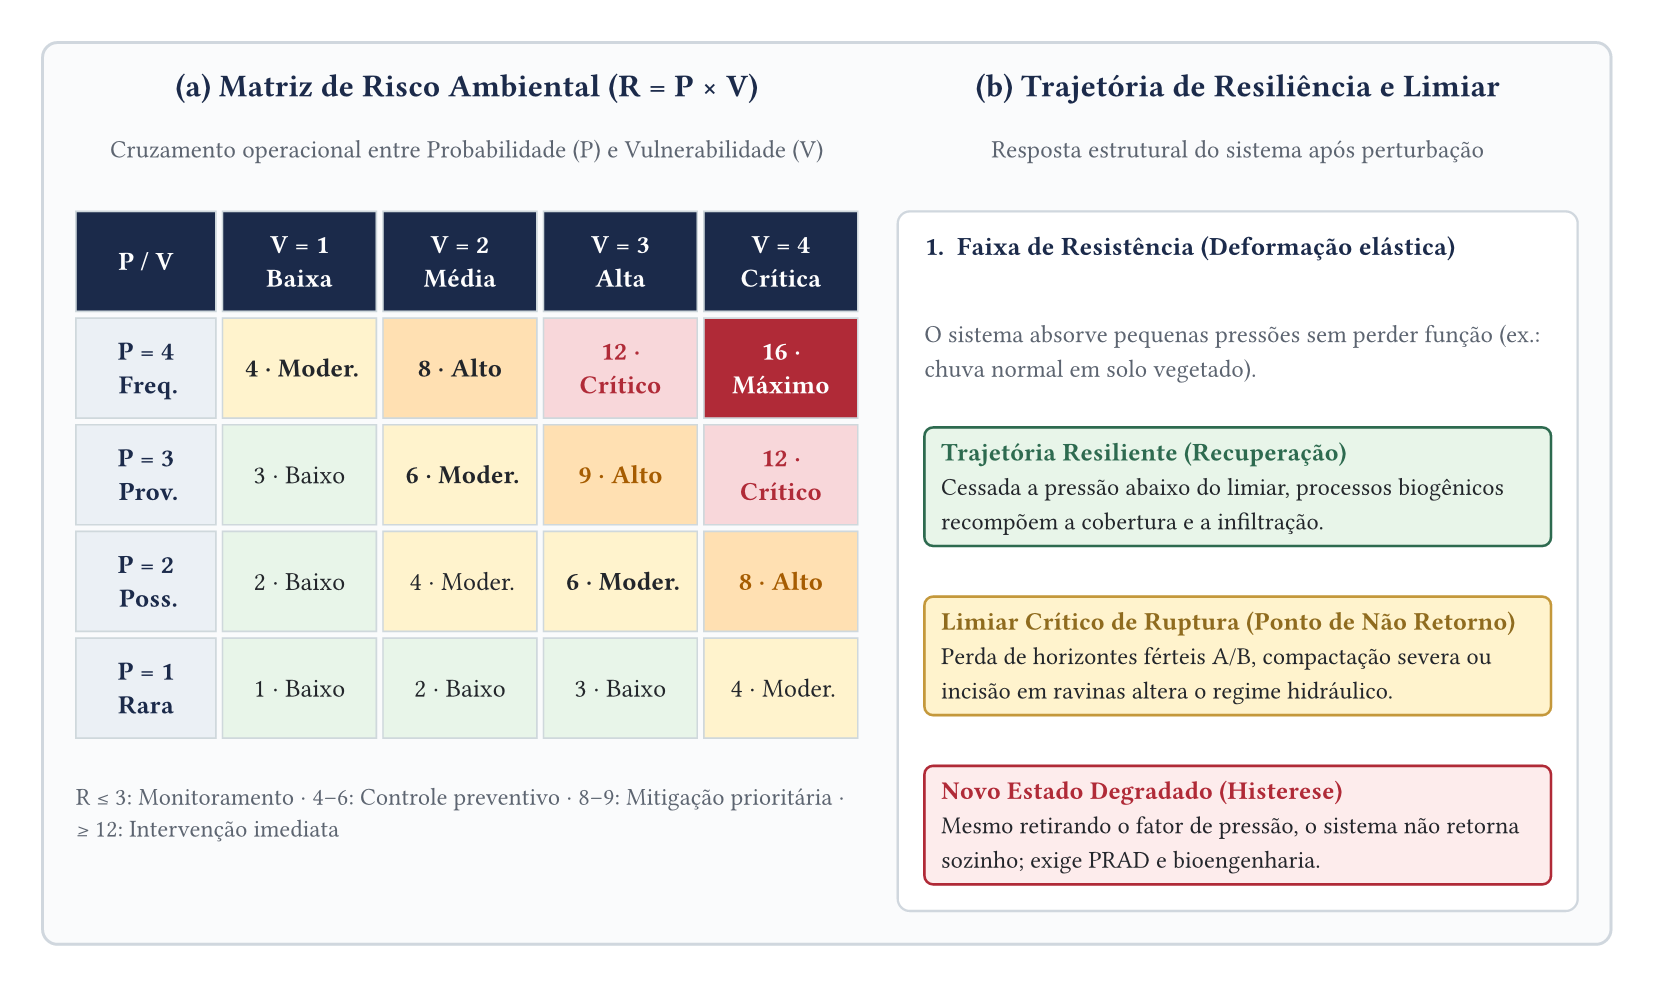 (a) Matriz de Risco Ambiental (R = P × V)
Cruzamento operacional entre Probabilidade (P) e Vulnerabilidade (V)
P / V
V = 1
Baixa
V = 2
Média
V = 3
Alta
V = 4
Crítica
P = 4
Freq.
4 · Moder.
8 · Alto
12 ·
Crítico
16 ·
Máximo
P = 3
Prov.
3 · Baixo
6 · Moder.
9 · Alto
12 ·
Crítico
P = 2
Poss.
2 · Baixo
4 · Moder.
6 · Moder.
8 · Alto
P = 1
Rara
1 · Baixo
2 · Baixo
3 · Baixo
4 · Moder.
R ≤ 3: Monitoramento · 4–6: Controle preventivo · 8–9: Mitigação prioritária ·
≥ 12: Intervenção imediata
(b) Trajetória de Resiliência e Limiar
Resposta estrutural do sistema após perturbação
1. Faixa de Resistência (Deformação elástica)
O sistema absorve pequenas pressões sem perder função (ex.:
chuva normal em solo vegetado).
Trajetória Resiliente (Recuperação)
Cessada a pressão abaixo do limiar, processos biogênicos
recompõem a cobertura e a infiltração.
Limiar Crítico de Ruptura (Ponto de Não Retorno)
Perda de horizontes férteis A/B, compactação severa ou
incisão em ravinas altera o regime hidráulico.
Novo Estado Degradado (Histerese)
Mesmo retirando o fator de pressão, o sistema não retorna
sozinho; exige PRAD e bioengenharia.